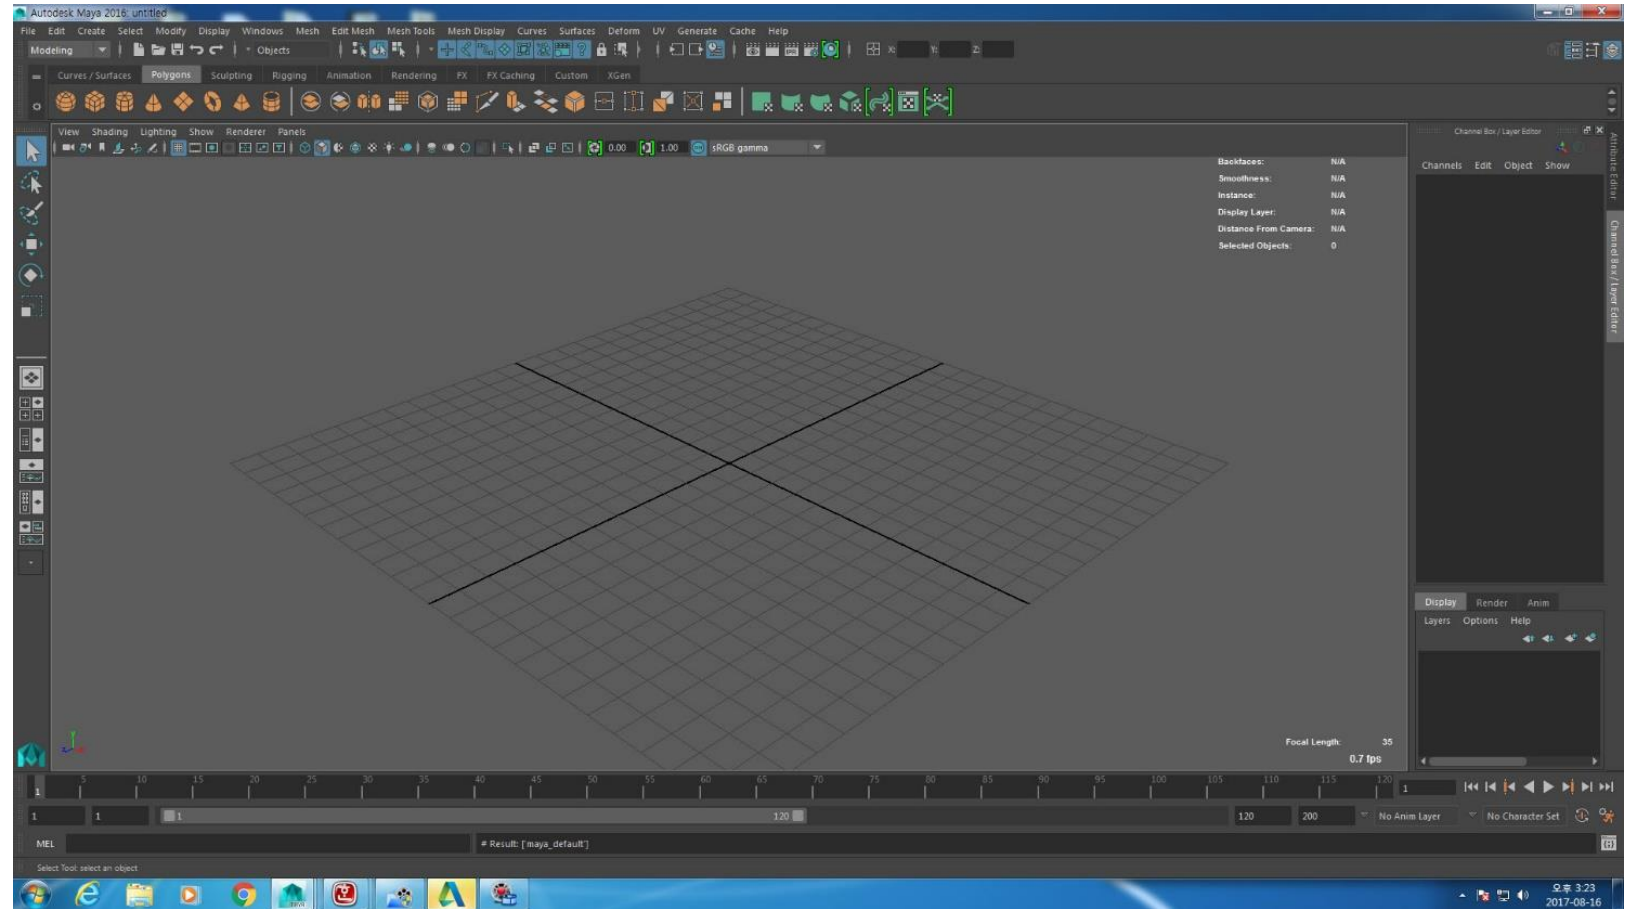 Autodesk Maya 2016: untitled
File Edit Create Select Modify Display Windows Mesh Edit Mesh Mesh Tools Mesh Display Curves Surfaces Deform UV Generate Cache Help
Modeling Objects X: Y: Z:
Curves / Surfaces Polygons Sculpting Rigging Animation Rendering FX FX Caching Custom XGen
View Shading Lighting Show Renderer Panels
0.00 1.00 sRGB gamma
Backfaces: N/A
Smoothness: N/A
Instance: N/A
Display Layer: N/A
Distance From Camera: N/A
Selected Objects: 0
Channel Box / Layer Editor
Channels Edit Object Show
Attribute Editor
Channel Box / Layer Editor
Display Render Anim
Layers Options Help
Focal Length: 35
0.7 fps
5 10 15 20 25 30 35 40 45 50 55 60 65 70 75 80 85 90 95 100 105 110 115 120
1 1
1 1 1 120 120 200 No Anim Layer No Character Set
MEL # Result: ['maya_default']
Select Tool: select an object
오후 3:23
2017-08-16